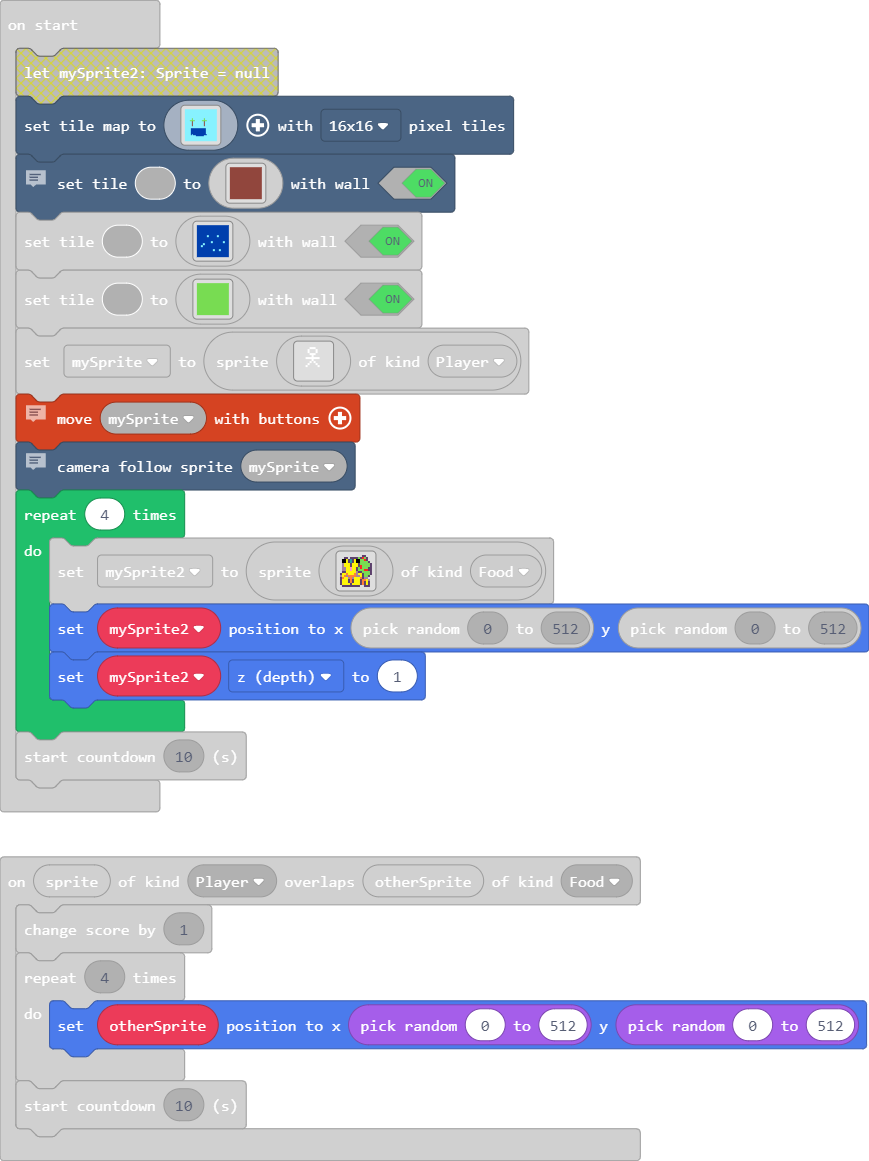 on start
let mySprite2: Sprite = null
set tile map to with 16x16 pixel tiles
set tile to with wall ON
set tile to with wall ON
set tile to with wall ON
set mySprite to sprite of kind Player
move mySprite with buttons
camera follow sprite mySprite
repeat 4 times
do
set mySprite2 to sprite of kind Food
set mySprite2 position to x pick random 0 to 512 y pick random 0 to 512
set mySprite2 z (depth) to 1
start countdown 10 (s)
on sprite of kind Player overlaps otherSprite of kind Food
change score by 1
repeat 4 times
do
set otherSprite position to x pick random 0 to 512 y pick random 0 to 512
start countdown 10 (s)